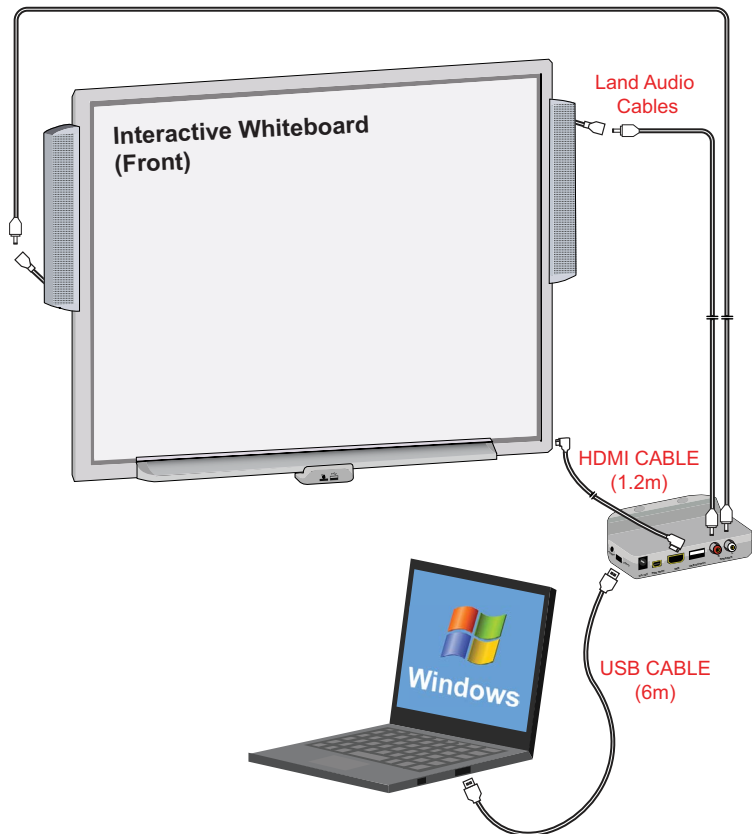 Land Audio
Cables
Interactive Whiteboard
(Front)
HDMI CABLE
(1.2m)
Windows
USB CABLE
(6m)